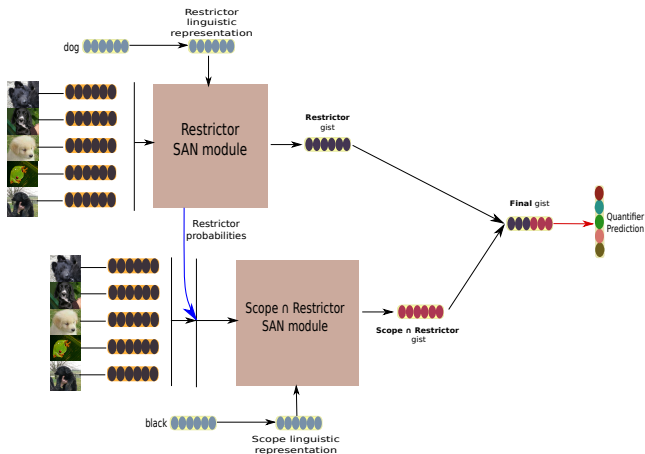 Restrictor
linguistic
representation
dog
Restrictor
SAN module
Restrictor
gist
Restrictor
probabilities
Final gist
Quantifier
Prediction
Scope ∩ Restrictor
SAN module
Scope ∩ Restrictor
gist
black
Scope linguistic
representation